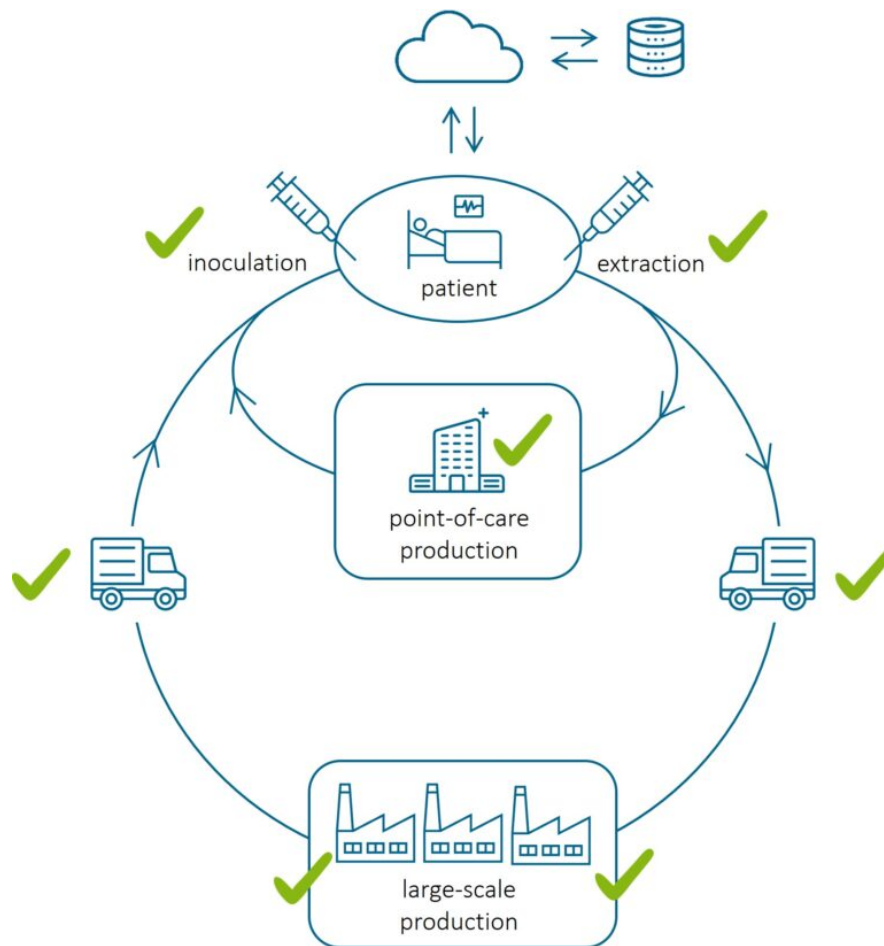 inoculation
extraction
patient
point-of-care
production
large-scale
production